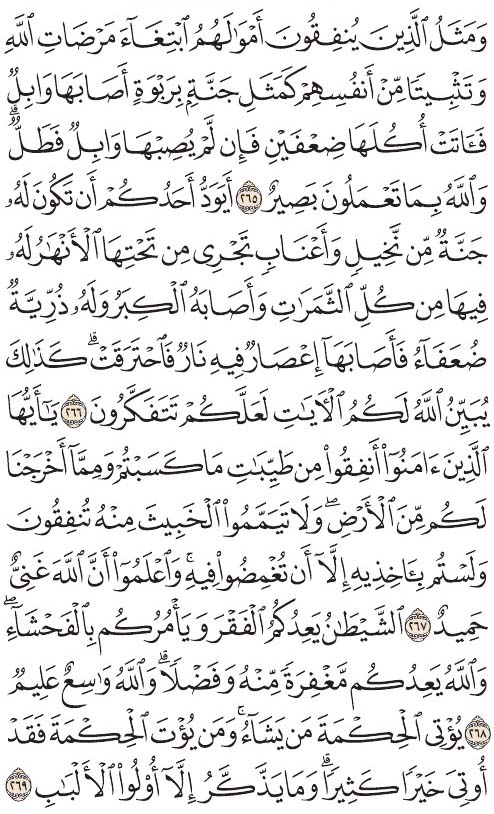 وَمَثَلُ ٱلَّذِينَ يُنفِقُونَ أَمْوَٰلَهُمُ ٱبْتِغَآءَ مَرْضَاتِ ٱللَّهِ
وَتَثْبِيتًا مِّنْ أَنفُسِهِمْ كَمَثَلِ جَنَّةٍۭ بِرَبْوَةٍ أَصَابَهَا وَابِلٌ
فَـَٔاتَتْ أُكُلَهَا ضِعْفَيْنِ فَإِن لَّمْ يُصِبْهَا وَابِلٌ فَطَلٌّ ۗ
وَٱللَّهُ بِمَا تَعْمَلُونَ بَصِيرٌ ٢٦٥ أَيَوَدُّ أَحَدُكُمْ أَن تَكُونَ لَهُۥ
جَنَّةٌ مِّن نَّخِيلٍ وَأَعْنَابٍ تَجْرِى مِن تَحْتِهَا ٱلْأَنْهَٰرُ لَهُۥ
فِيهَا مِن كُلِّ ٱلثَّمَرَٰتِ وَأَصَابَهُ ٱلْكِبَرُ وَلَهُۥ ذُرِّيَّةٌ
ضُعَفَآءُ فَأَصَابَهَآ إِعْصَارٌ فِيهِ نَارٌ فَٱحْتَرَقَتْ ۗ كَذَٰلِكَ
يُبَيِّنُ ٱللَّهُ لَكُمُ ٱلْـَٔايَٰتِ لَعَلَّكُمْ تَتَفَكَّرُونَ ٢٦٦ يَٰٓأَيُّهَا
ٱلَّذِينَ ءَامَنُوٓا۟ أَنفِقُوا۟ مِن طَيِّبَٰتِ مَا كَسَبْتُمْ وَمِمَّآ أَخْرَجْنَا
لَكُم مِّنَ ٱلْأَرْضِ ۖ وَلَا تَيَمَّمُوا۟ ٱلْخَبِيثَ مِنْهُ تُنفِقُونَ
وَلَسْتُم بِـَٔاخِذِيهِ إِلَّآ أَن تُغْمِضُوا۟ فِيهِ ۚ وَٱعْلَمُوٓا۟ أَنَّ ٱللَّهَ غَنِىٌّ
حَمِيدٌ ٢٦٧ ٱلشَّيْطَٰنُ يَعِدُكُمُ ٱلْفَقْرَ وَيَأْمُرُكُم بِٱلْفَحْشَآءِ ۖ
وَٱللَّهُ يَعِدُكُم مَّغْفِرَةً مِّنْهُ وَفَضْلًا ۗ وَٱللَّهُ وَٰسِعٌ عَلِيمٌ
٢٦٨ يُؤْتِى ٱلْحِكْمَةَ مَن يَشَآءُ ۚ وَمَن يُؤْتَ ٱلْحِكْمَةَ فَقَدْ
أُوتِىَ خَيْرًا كَثِيرًا ۗ وَمَا يَذَّكَّرُ إِلَّآ أُو۟لُوا۟ ٱلْأَلْبَٰبِ ٢٦٩